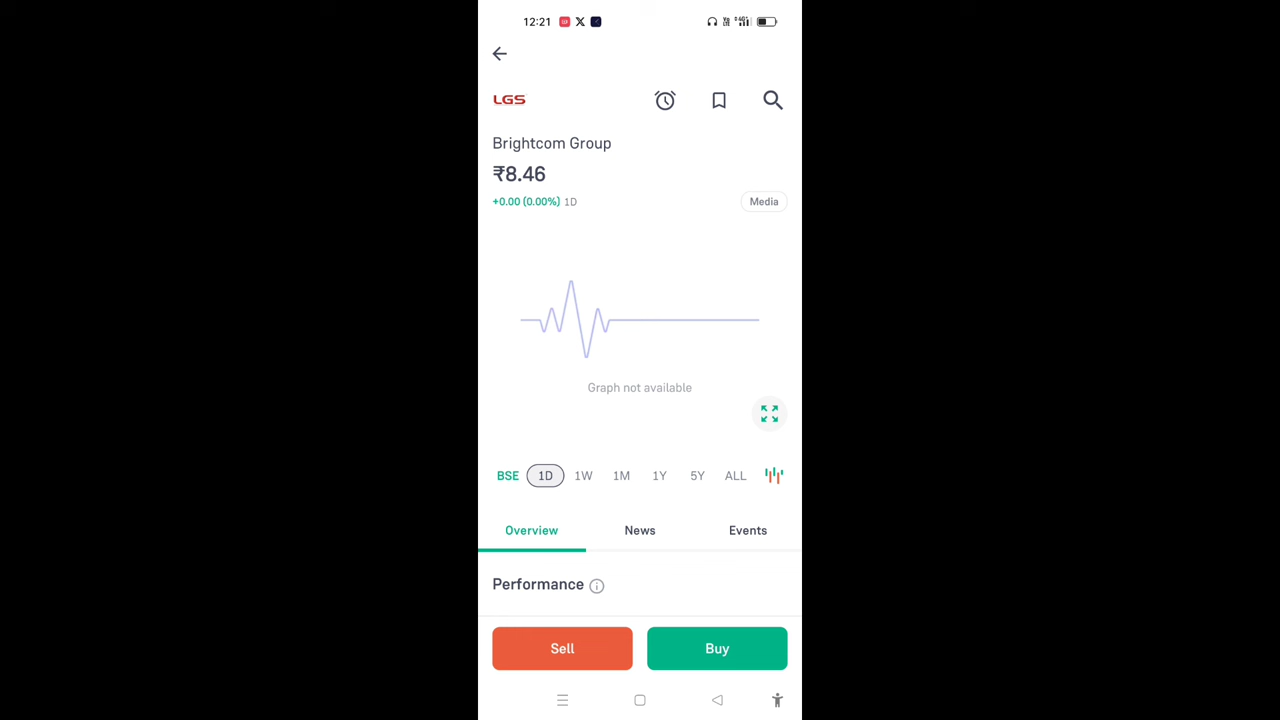 12:21
LGS
Brightcom Group
₹8.46
+0.00 (0.00%) 1D
Media
Graph not available
BSE 1D 1W 1M 1Y 5Y ALL
Overview News Events
Performance
Sell Buy